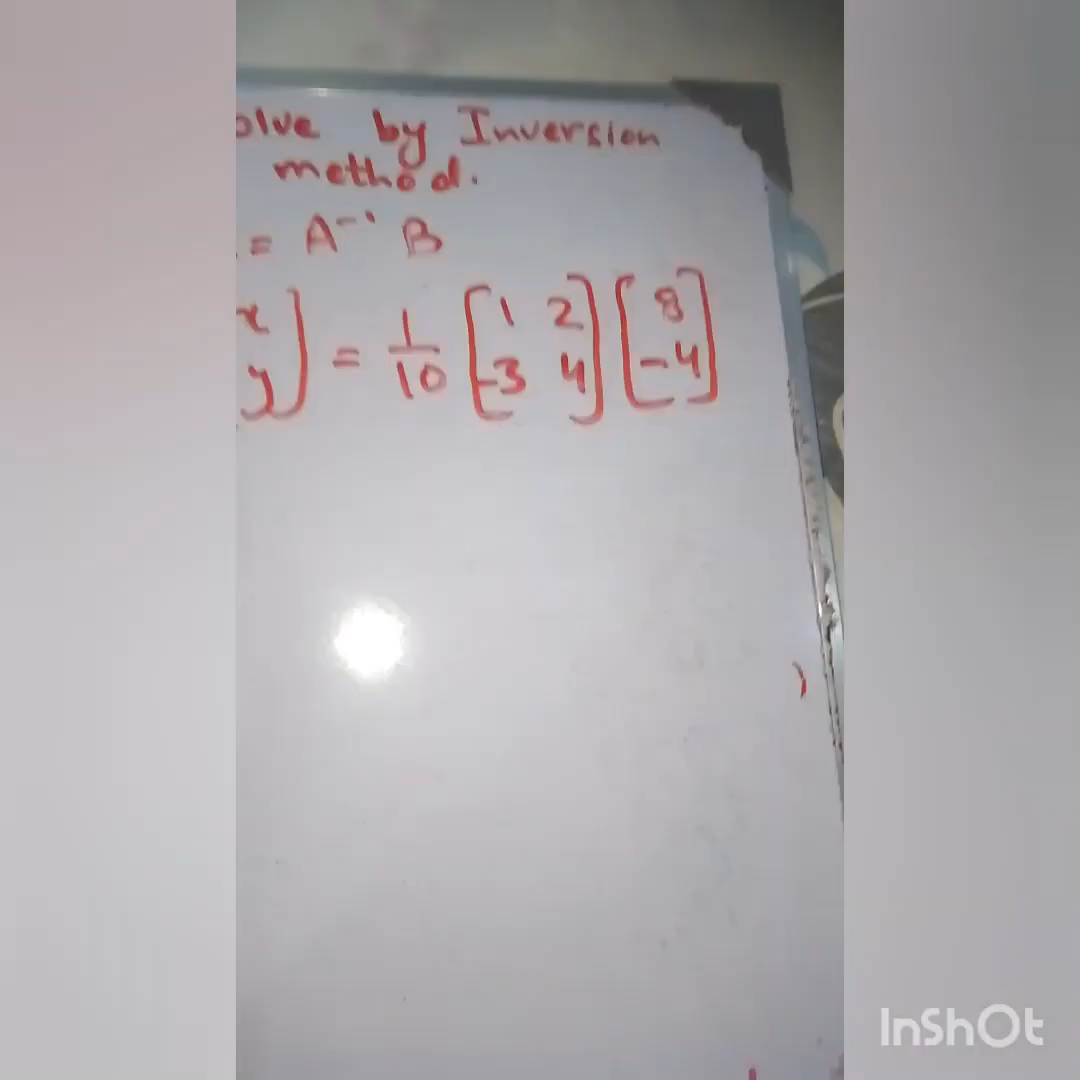 olve by Inversion
method.
= A⁻¹ B
x
y ] = 1/10 [ 1 2
-3 4 ] [ 8
-4 ]
InShOt